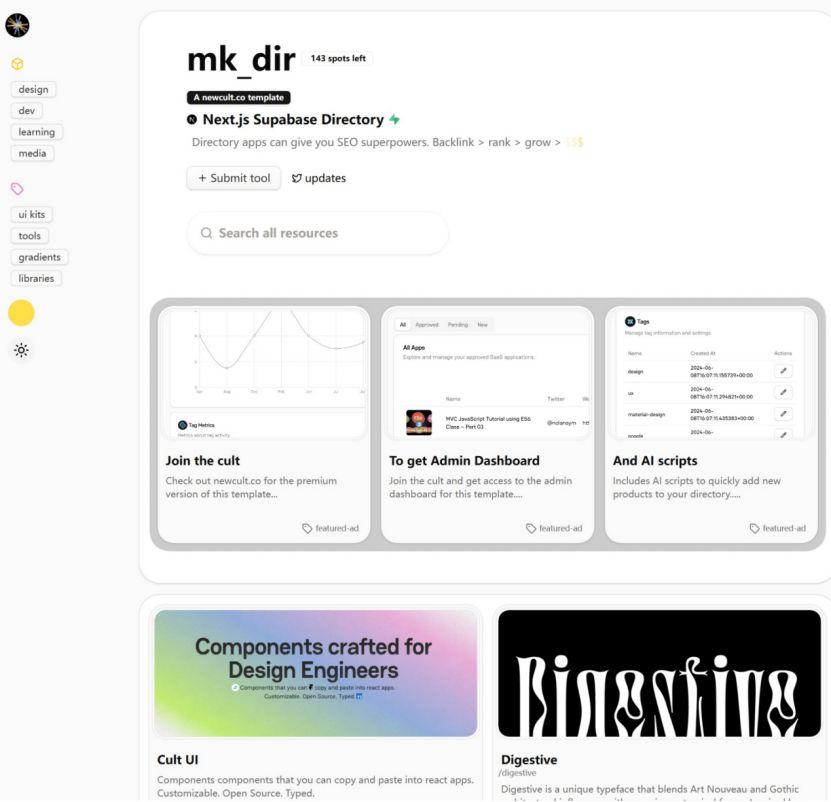 design
dev
learning
media
ui kits
tools
gradients
libraries
mk_dir
143 spots left
A newcult.co template
Next.js Supabase Directory
Directory apps can give you SEO superpowers. Backlink > rank > grow > $$$
+ Submit tool
updates
Search all resources
Apr Aug Oct Feb Jun Jul
Tag Metrics
Metrics about tag activity
Join the cult
Check out newcult.co for the premium
version of this template...
featured-ad
All Approved Pending New
All Apps
Explore and manage your approved SaaS applications.
Name Twitter
MVC JavaScript Tutorial using ES6
Class – Part 03
To get Admin Dashboard
Join the cult and get access to the admin
dashboard for this template....
featured-ad
Tags
Manage tag information and settings.
Name Created At Actions
design
2024-06-
08T16:07:11.155739+00:00
ux
2024-06-
08T16:07:11.294821+00:00
material-design
2024-06-
08T16:07:11.435383+00:00
2024-06-
And AI scripts
Includes AI scripts to quickly add new
products to your directory.....
featured-ad
Components crafted for
Design Engineers
Components that you can copy and paste into react apps.
Customizable. Open Source. Typed.
Cult UI
Components components that you can copy and paste into react apps.
Customizable. Open Source. Typed.
Digestive
Digestive
/digestive
Digestive is a unique typeface that blends Art Nouveau and Gothic